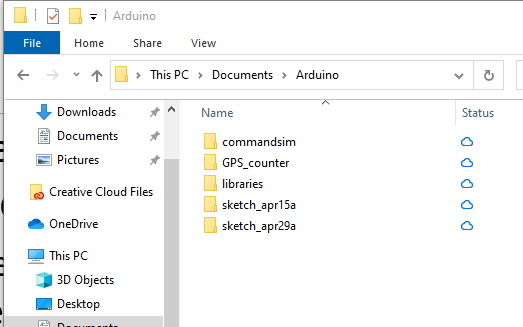 Arduino
File Home Share View
This PC Documents Arduino
Name Status
Downloads
Documents
Pictures
Creative Cloud Files
OneDrive
This PC
3D Objects
Desktop
Documents
commandsim
GPS_counter
libraries
sketch_apr15a
sketch_apr29a